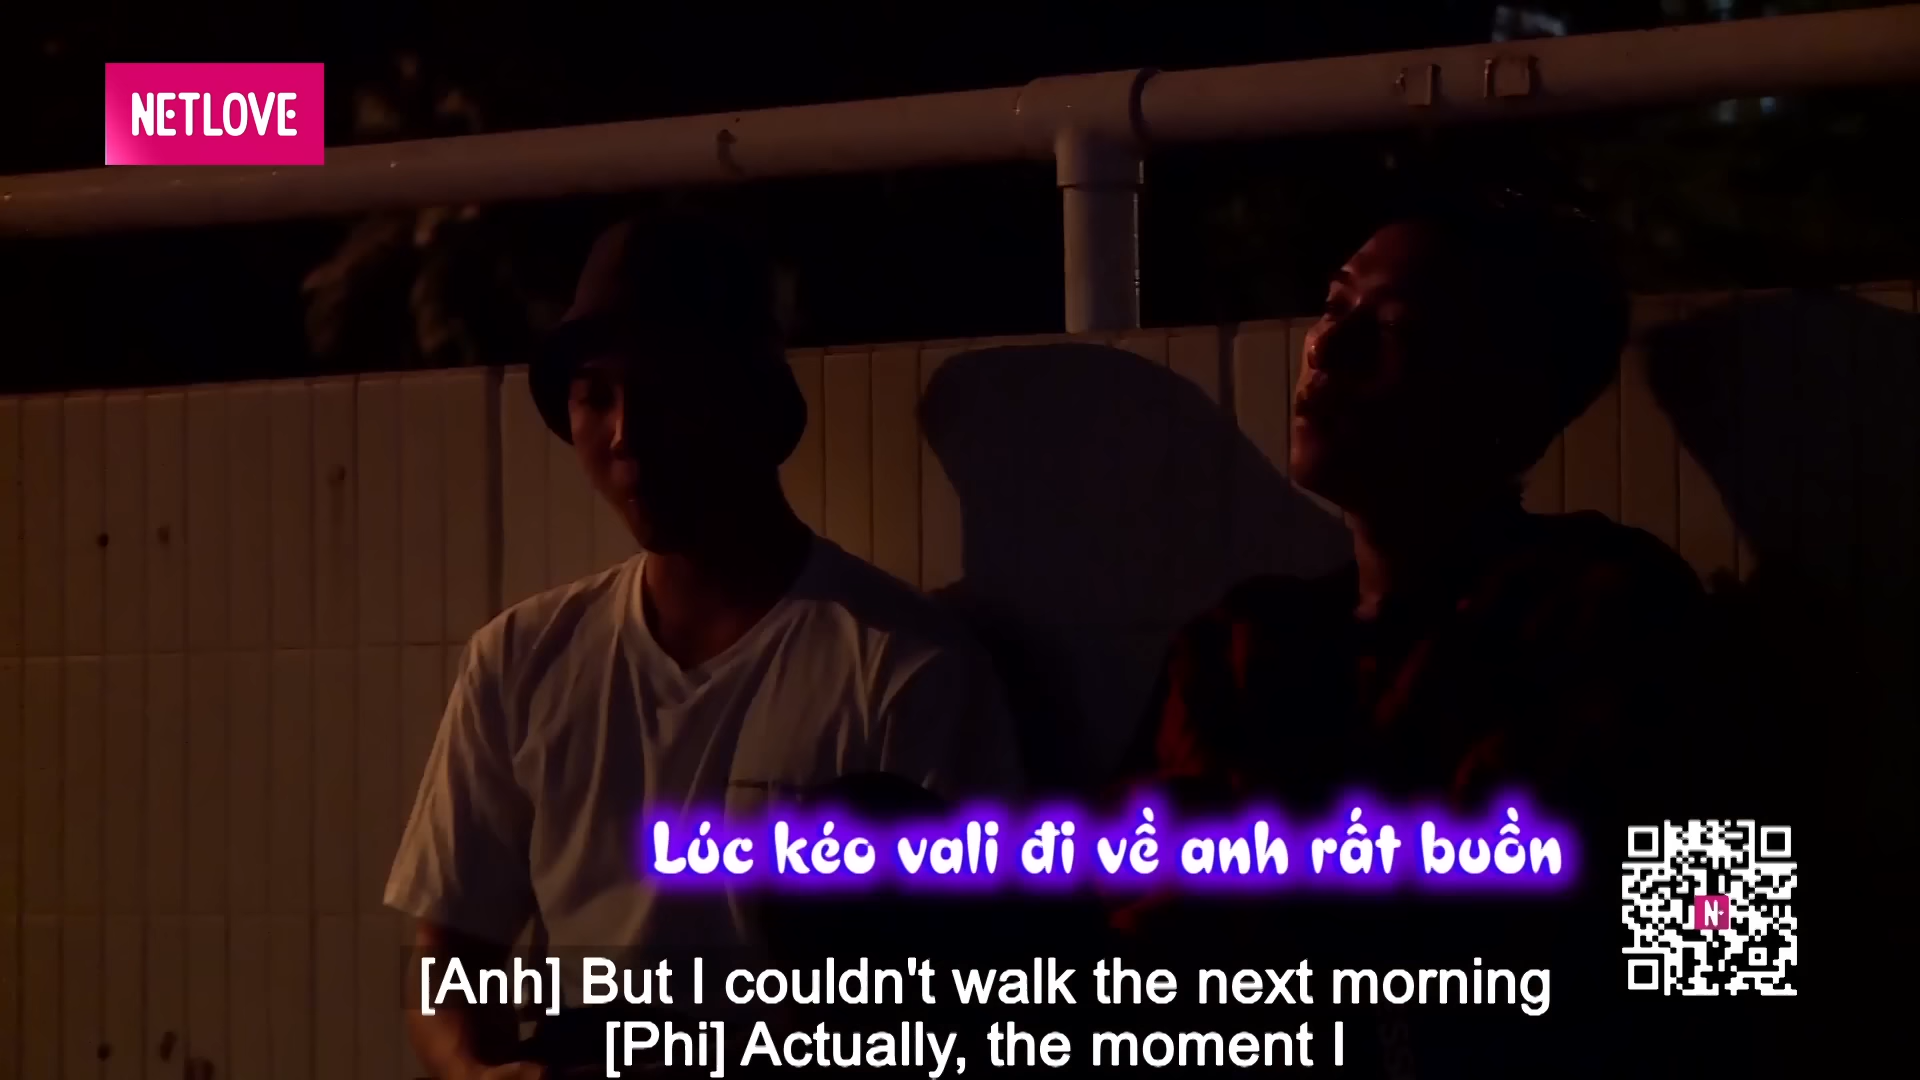 NETLOVE
Lúc kéo vali đi về anh rất buồn
N
[Anh] But I couldn't walk the next morning
[Phi] Actually, the moment I